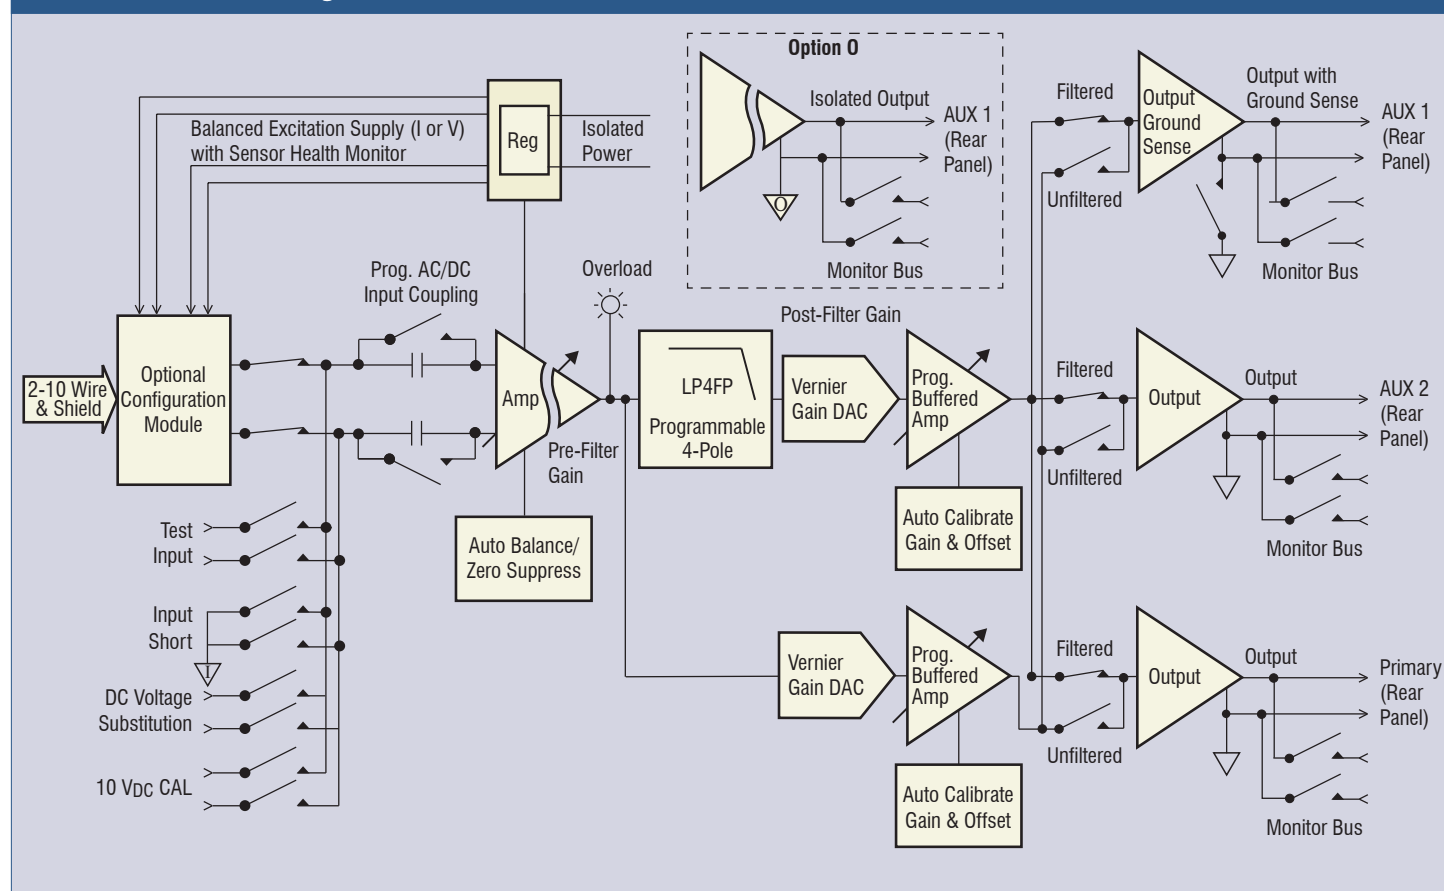 Option O
Isolated Output
AUX 1
(Rear
Panel)
O
Monitor Bus
Balanced Excitation Supply (I or V)
with Sensor Health Monitor
Reg
Isolated
Power
Filtered
Unfiltered
Output
Ground
Sense
Output with
Ground Sense
AUX 1
(Rear
Panel)
Monitor Bus
2-10 Wire
& Shield
Optional
Configuration
Module
Prog. AC/DC
Input Coupling
Amp
Pre-Filter
Gain
Overload
LP4FP
Programmable
4-Pole
Post-Filter Gain
Vernier
Gain DAC
Prog.
Buffered
Amp
Auto Calibrate
Gain & Offset
Filtered
Unfiltered
Output
Output
AUX 2
(Rear
Panel)
Monitor Bus
Auto Balance/
Zero Suppress
Test
Input
Input
Short
I
DC Voltage
Substitution
10 VDC CAL
Vernier
Gain DAC
Prog.
Buffered
Amp
Auto Calibrate
Gain & Offset
Filtered
Unfiltered
Output
Output
Primary
(Rear
Panel)
Monitor Bus